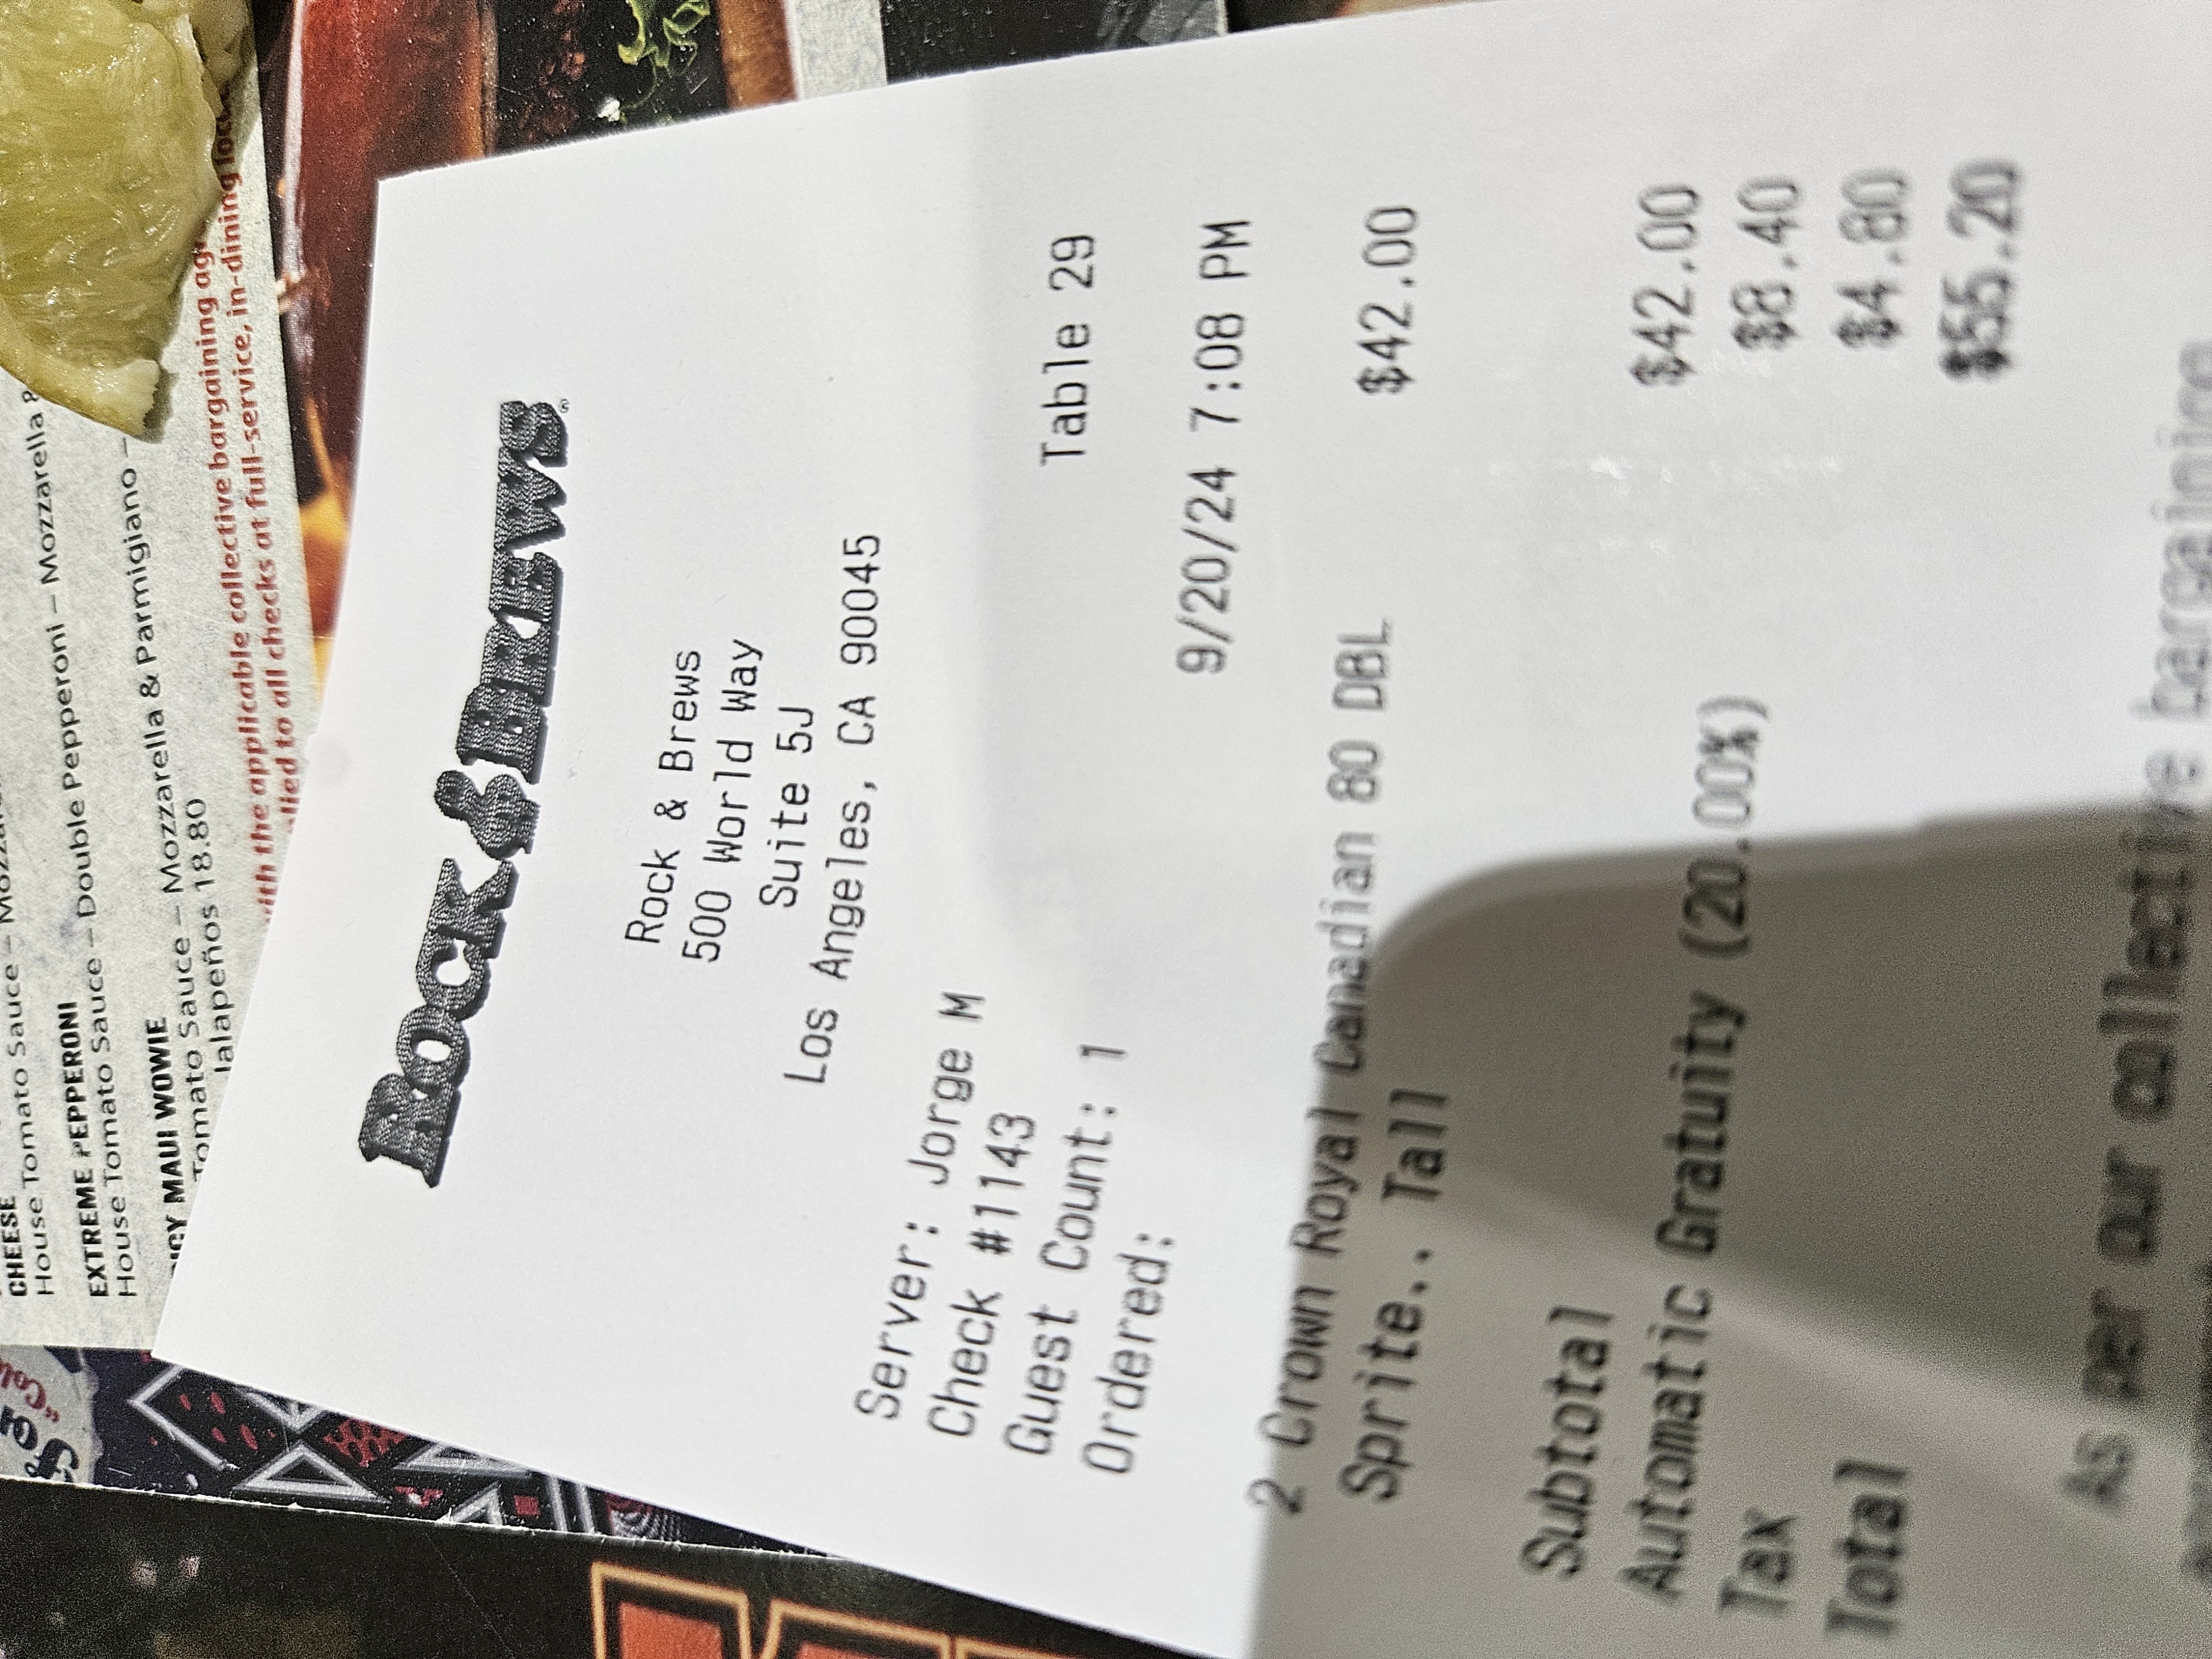 CHEESE
House Tomato Sauce – Mozzarella
EXTREME PEPPERONI
House Tomato Sauce – Double Pepperoni – Mozzarella &
MAUI WOWIE
Tomato Sauce – Mozzarella & Parmigiano –
Jalapeños 18.80
with the applicable collective bargaining
to all checks at full-service, in-dining
ROCK & BREWS®
Rock & Brews
500 World Way
Suite 5J
Los Angeles, CA 90045
Server: Jorge M
Check #1143 Table 29
Guest Count: 1
Ordered: 9/20/24 7:08 PM
2 Crown Royal Canadian 80 DBL $42.00
Sprite.. Tall
Subtotal $42.00
Automatic Gratuity (20.00%) $8.40
Tax $4.80
Total $55.20
As per our collective bargaining